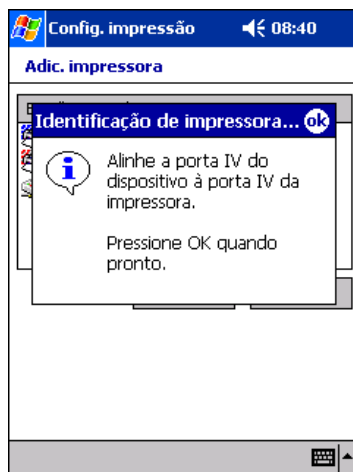 Config. impressão 08:40
Adic. impressora
Identificação de impressora... ok
Alinhe a porta IV do
dispositivo à porta IV da
impressora.
Pressione OK quando
pronto.